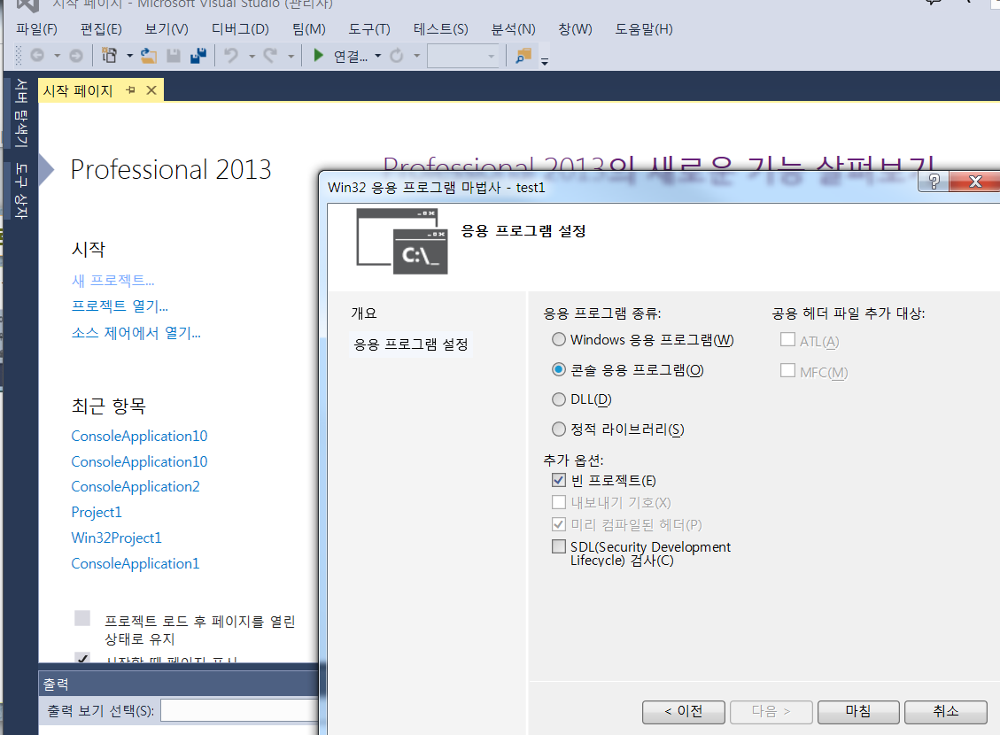 시작 페이지 - Microsoft Visual Studio (관리자)
파일(F) 편집(E) 보기(V) 디버그(D) 팀(M) 도구(T) 테스트(S) 분석(N) 창(W) 도움말(H)
연결...
서버 탐색기
도구 상자
시작 페이지
Professional 2013
Professional 2013의 새로운 기능 살펴보기
시작
새 프로젝트...
프로젝트 열기...
소스 제어에서 열기...
최근 항목
ConsoleApplication10
ConsoleApplication10
ConsoleApplication2
Project1
Win32Project1
ConsoleApplication1
프로젝트 로드 후 페이지를 열린
상태로 유지
시작할 때 페이지 표시
출력
출력 보기 선택(S):
Win32 응용 프로그램 마법사 - test1
C:\_
응용 프로그램 설정
개요
응용 프로그램 설정
응용 프로그램 종류:
Windows 응용 프로그램(W)
콘솔 응용 프로그램(O)
DLL(D)
정적 라이브러리(S)
추가 옵션:
빈 프로젝트(E)
내보내기 기호(X)
미리 컴파일된 헤더(P)
SDL(Security Development
Lifecycle) 검사(C)
공용 헤더 파일 추가 대상:
ATL(A)
MFC(M)
< 이전 다음 > 마침 취소